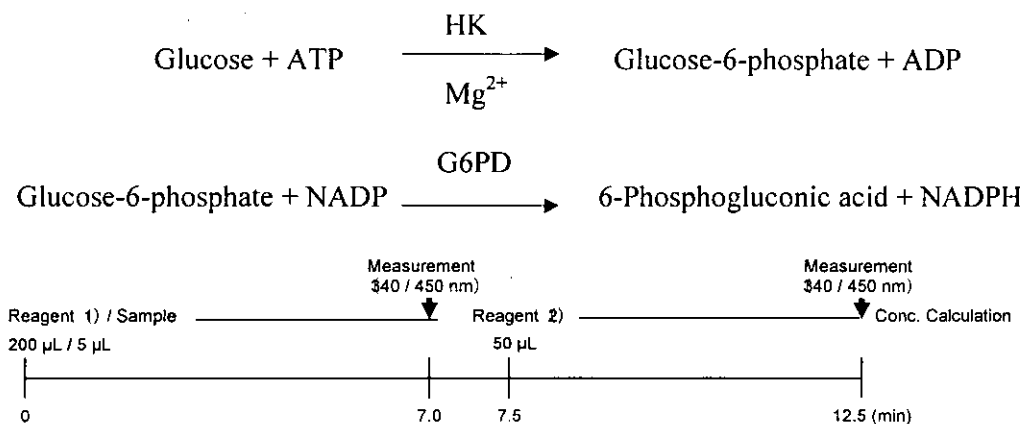 HK
Glucose + ATP Glucose-6-phosphate + ADP
Mg²⁺
G6PD
Glucose-6-phosphate + NADP 6-Phosphogluconic acid + NADPH
Measurement Measurement
340 / 450 nm) 340 / 450 nm)
Reagent 1) / Sample Reagent 2) Conc. Calculation
200 µL / 5 µL 50 µL
0 7.0 7.5 12.5 (min)